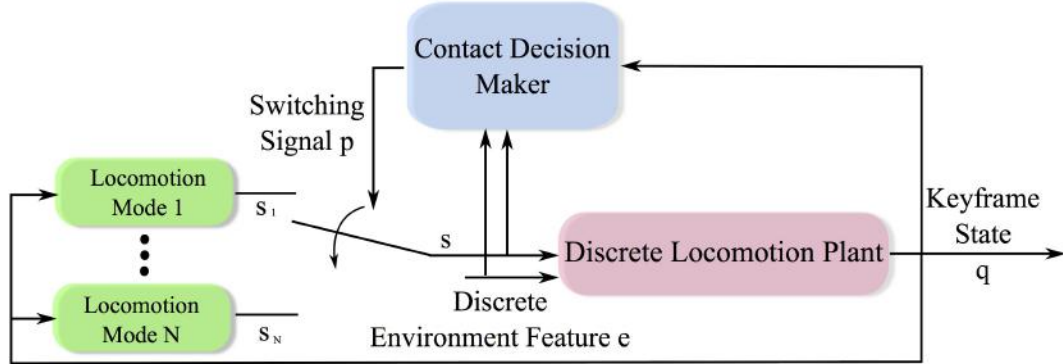 Contact Decision
Maker
Switching
Signal p
Locomotion
Mode 1
s₁
Locomotion
Mode N
s_N
s
Discrete Locomotion Plant
Discrete
Environment Feature e
Keyframe
State
q